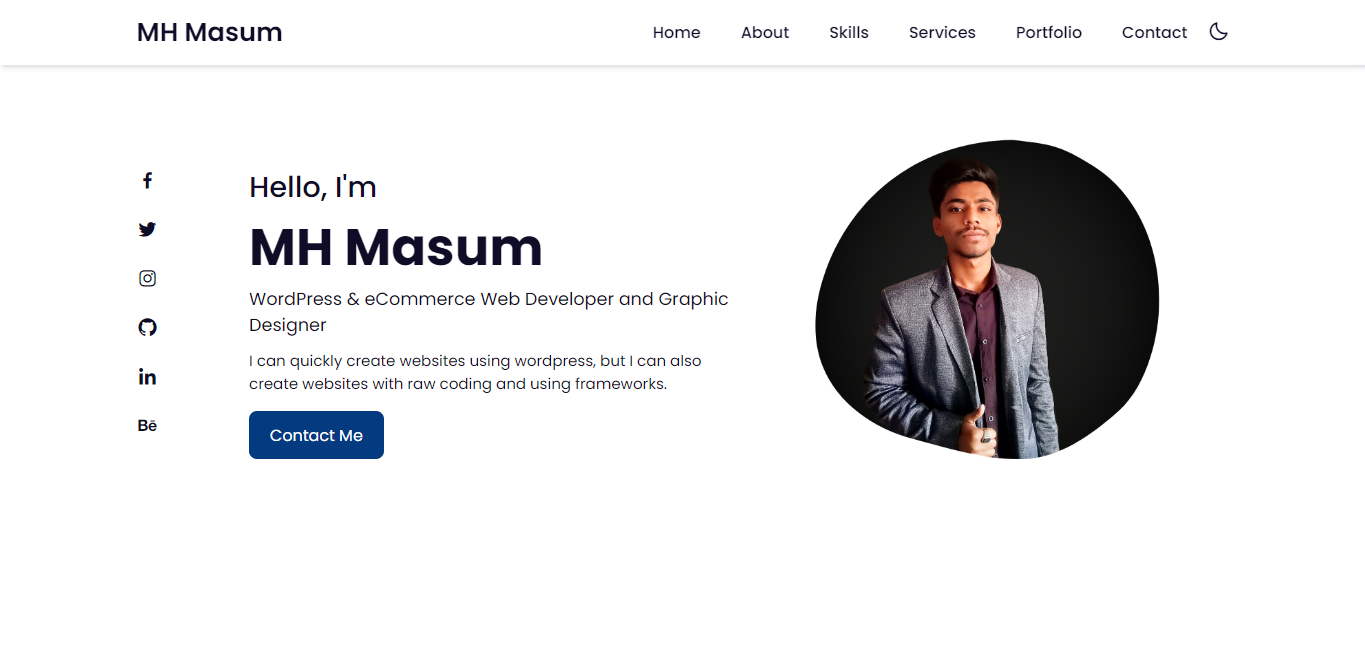 MH Masum
Home About Skills Services Portfolio Contact
Hello, I'm
MH Masum
WordPress & eCommerce Web Developer and Graphic
Designer
I can quickly create websites using wordpress, but I can also
create websites with raw coding and using frameworks.
Contact Me